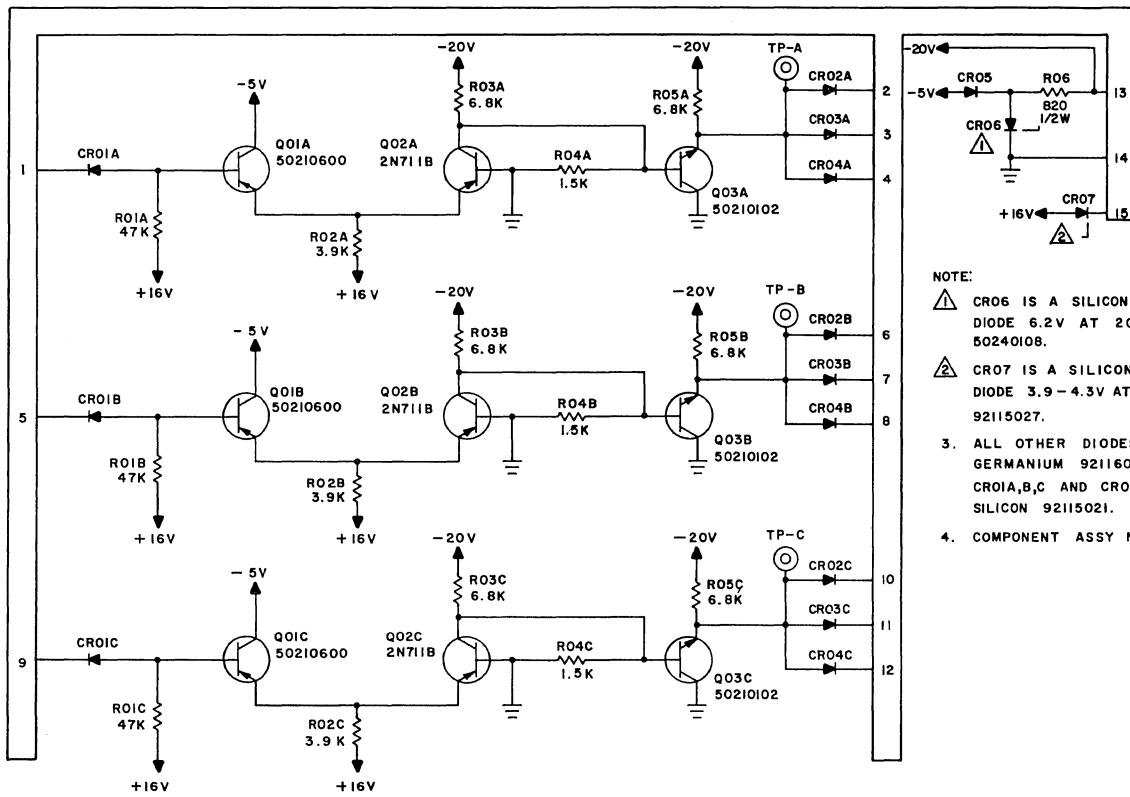 -20V
-20V
TP-A
-20V
-5V
R03A
6.8K
R05A
6.8K
CR02A
2
CR05
R06
-5V
820
1/2W
13
Q01A
50210600
Q02A
2N711B
CR03A
3
CR06
1
CR01A
R04A
1.5K
CR04A
4
14
1
Q03A
50210102
R01A
47K
R02A
3.9K
CR07
+16V
15
2
+16V
+16V
-20V
-20V
TP-B
-5V
R03B
6.8K
R05B
6.8K
CR02B
6
Q01B
50210600
Q02B
2N711B
CR03B
7
CR01B
R04B
1.5K
CR04B
8
5
Q03B
50210102
R01B
47K
R02B
3.9K
+16V
+16V
-20V
-20V
TP-C
-5V
R03C
6.8K
R05C
6.8K
CR02C
10
Q01C
50210600
Q02C
2N711B
CR03C
11
CR01C
R04C
1.5K
CR04C
12
9
Q03C
50210102
R01C
47K
R02C
3.9K
+16V
+16V
NOTE:
1 CR06 IS A SILICON
DIODE 6.2V AT 20
50240108.
2 CR07 IS A SILICON
DIODE 3.9-4.3V AT
92115027.
3. ALL OTHER DIODES
GERMANIUM 921160
CR01A,B,C AND CR0
SILICON 92115021.
4. COMPONENT ASSY N